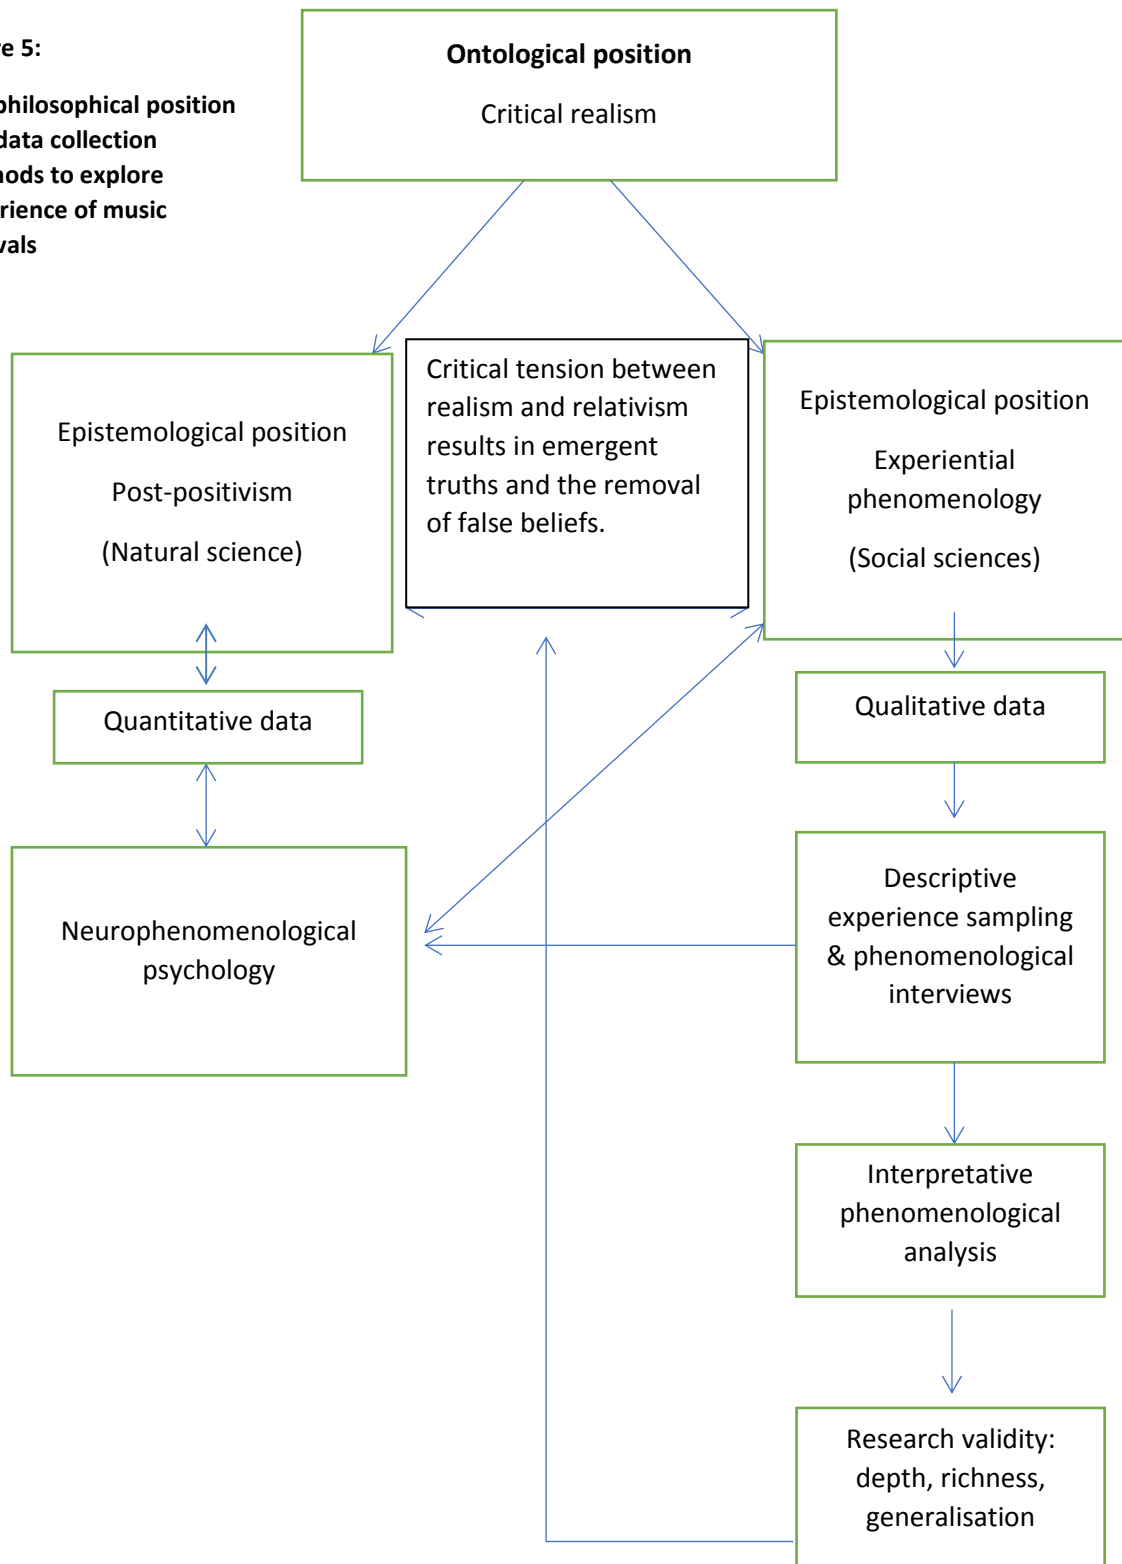 e 5:
philosophical position
data collection
ods to explore
rience of music
vals
Ontological position
Critical realism
Epistemological position
Post-positivism
(Natural science)
Critical tension between
realism and relativism
results in emergent
truths and the removal
of false beliefs.
Epistemological position
Experiential
phenomenology
(Social sciences)
Quantitative data
Qualitative data
Neurophenomenological
psychology
Descriptive
experience sampling
& phenomenological
interviews
Interpretative
phenomenological
analysis
Research validity:
depth, richness,
generalisation